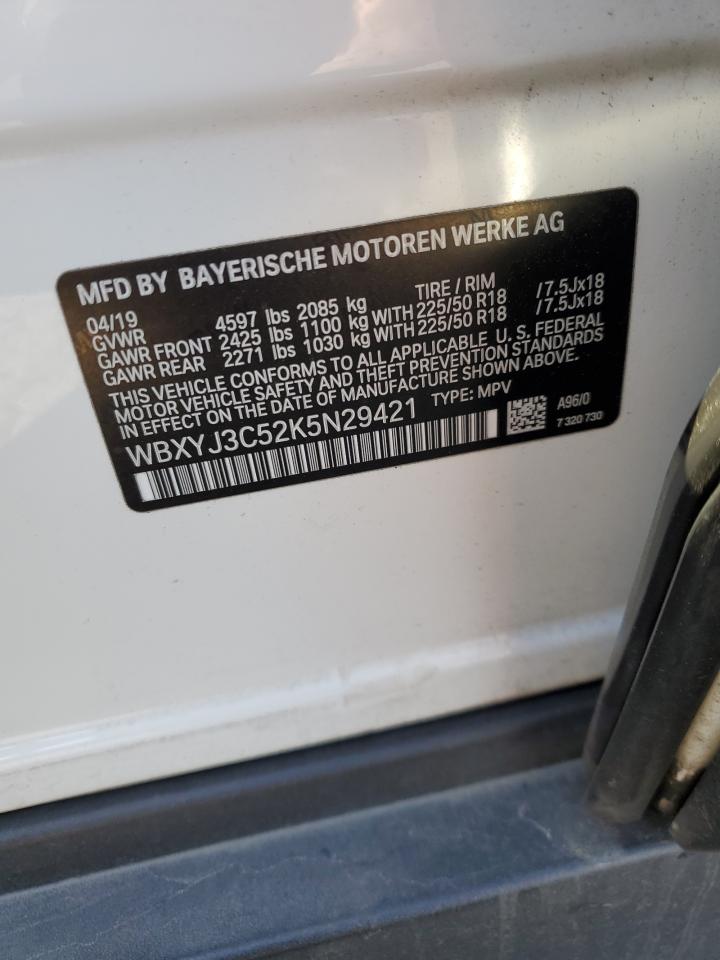 MFD BY BAYERISCHE MOTOREN WERKE AG
04/19 TIRE / RIM
GVWR 4597 lbs 2085 kg
GAWR FRONT 2425 lbs 1100 kg WITH 225/50 R18 /7.5Jx18
GAWR REAR 2271 lbs 1030 kg WITH 225/50 R18 /7.5Jx18
THIS VEHICLE CONFORMS TO ALL APPLICABLE U.S. FEDERAL
MOTOR VEHICLE SAFETY AND THEFT PREVENTION STANDARDS
IN EFFECT ON THE DATE OF MANUFACTURE SHOWN ABOVE.
WBXYJ3C52K5N29421 TYPE: MPV
A96/0
7 320 730